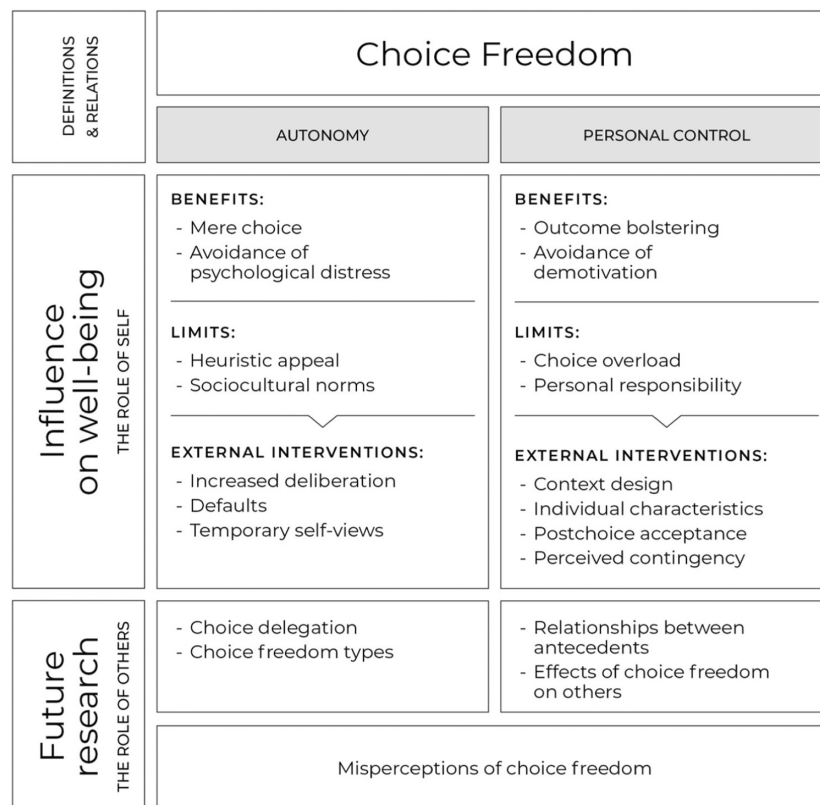 DEFINITIONS
& RELATIONS
Choice Freedom
AUTONOMY
PERSONAL CONTROL
Influence
on well-being
THE ROLE OF SELF
BENEFITS:
- Mere choice
- Avoidance of
psychological distress
LIMITS:
- Heuristic appeal
- Sociocultural norms
EXTERNAL INTERVENTIONS:
- Increased deliberation
- Defaults
- Temporary self-views
BENEFITS:
- Outcome bolstering
- Avoidance of
demotivation
LIMITS:
- Choice overload
- Personal responsibility
EXTERNAL INTERVENTIONS:
- Context design
- Individual characteristics
- Postchoice acceptance
- Perceived contingency
Future
research
THE ROLE OF OTHERS
- Choice delegation
- Choice freedom types
- Relationships between
antecedents
- Effects of choice freedom
on others
Misperceptions of choice freedom